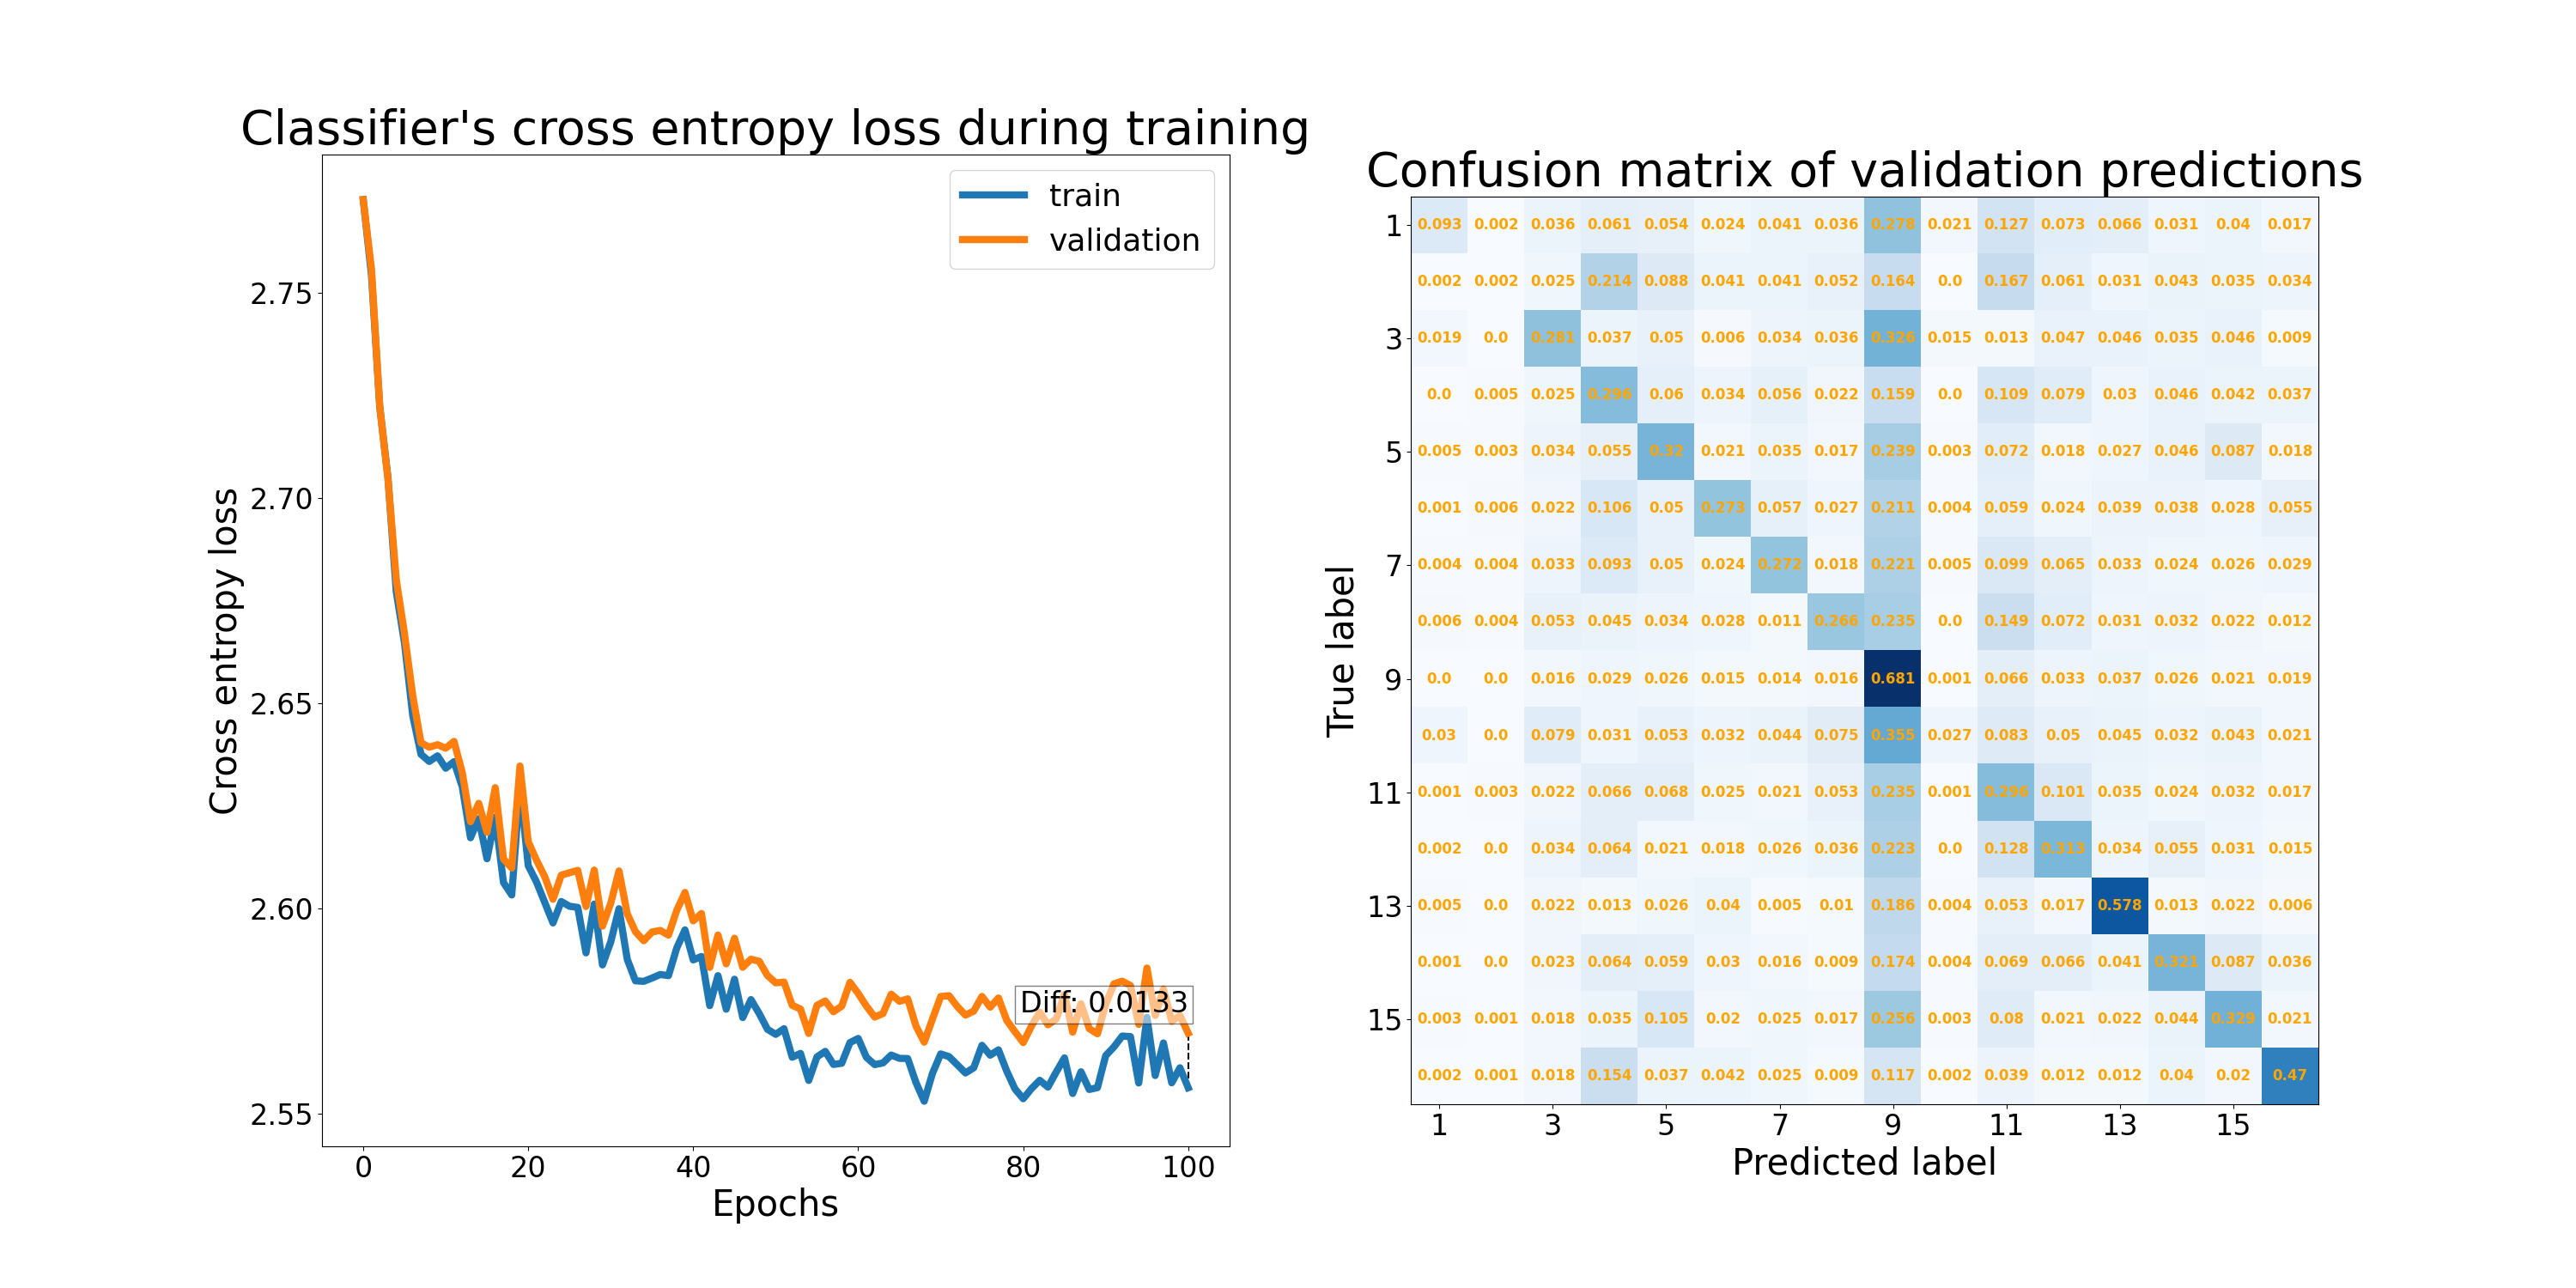 Classifier's cross entropy loss during training
train
validation
2.75
2.70
2.65
2.60
2.55
Cross entropy loss
Diff: 0.0133
0 20 40 60 80 100
Epochs
Confusion matrix of validation predictions
True label
1 0.093 0.002 0.036 0.061 0.054 0.024 0.041 0.036 0.278 0.021 0.127 0.073 0.066 0.031 0.04 0.017
0.002 0.002 0.025 0.214 0.088 0.041 0.041 0.052 0.164 0.0 0.167 0.061 0.031 0.043 0.035 0.034
3 0.019 0.0 0.281 0.037 0.05 0.006 0.034 0.036 0.326 0.015 0.013 0.047 0.046 0.035 0.046 0.009
0.0 0.005 0.025 0.296 0.06 0.034 0.056 0.022 0.159 0.0 0.109 0.079 0.03 0.046 0.042 0.037
5 0.005 0.003 0.034 0.055 0.32 0.021 0.035 0.017 0.239 0.003 0.072 0.018 0.027 0.046 0.087 0.018
0.001 0.006 0.022 0.106 0.05 0.273 0.057 0.027 0.211 0.004 0.059 0.024 0.039 0.038 0.028 0.055
7 0.004 0.004 0.033 0.093 0.05 0.024 0.272 0.018 0.221 0.005 0.099 0.065 0.033 0.024 0.026 0.029
0.006 0.004 0.053 0.045 0.034 0.028 0.011 0.266 0.235 0.0 0.149 0.072 0.031 0.032 0.022 0.012
9 0.0 0.0 0.016 0.029 0.026 0.015 0.014 0.016 0.681 0.001 0.066 0.033 0.037 0.026 0.021 0.019
0.03 0.0 0.079 0.031 0.053 0.032 0.044 0.075 0.355 0.027 0.083 0.05 0.045 0.032 0.043 0.021
11 0.001 0.003 0.022 0.066 0.068 0.025 0.021 0.053 0.235 0.001 0.296 0.101 0.035 0.024 0.032 0.017
0.002 0.0 0.034 0.064 0.021 0.018 0.026 0.036 0.223 0.0 0.128 0.313 0.034 0.055 0.031 0.015
13 0.005 0.0 0.022 0.013 0.026 0.04 0.005 0.01 0.186 0.004 0.053 0.017 0.578 0.013 0.022 0.006
0.001 0.0 0.023 0.064 0.059 0.03 0.016 0.009 0.174 0.004 0.069 0.066 0.041 0.321 0.087 0.036
15 0.003 0.001 0.018 0.035 0.105 0.02 0.025 0.017 0.256 0.003 0.08 0.021 0.022 0.044 0.329 0.021
0.002 0.001 0.018 0.154 0.037 0.042 0.025 0.009 0.117 0.002 0.039 0.012 0.012 0.04 0.02 0.47
1 3 5 7 9 11 13 15
Predicted label